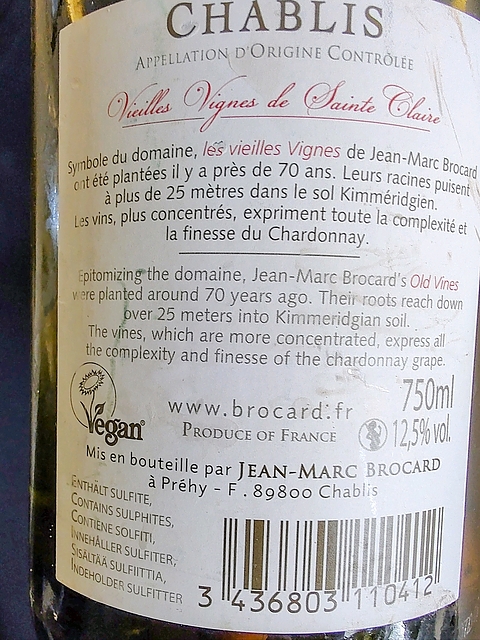 CHABLIS
APPELLATION D'ORIGINE CONTRÔLÉE
Vieilles Vignes de Sainte Claire
Symbole du domaine, les vieilles Vignes de Jean-Marc Brocard
ont été plantées il y a près de 70 ans. Leurs racines puisent
à plus de 25 mètres dans le sol Kimméridgien.
Les vins, plus concentrés, expriment toute la complexité et
la finesse du Chardonnay.
Epitomizing the domaine, Jean-Marc Brocard's Old Vines
were planted around 70 years ago. Their roots reach down
over 25 meters into Kimmeridgian soil.
The vines, which are more concentrated, express all
the complexity and finesse of the chardonnay grape.
Vegan
www.brocard.fr
PRODUCE OF FRANCE
750ml
12,5% vol.
Mis en bouteille par JEAN-MARC BROCARD
à Préhy - F . 89800 Chablis
ENTHÄLT SULFITE,
CONTAINS SULPHITES,
CONTIENE SOLFITI,
INNEHÅLLER SULFITER,
SISÄLTÄÄ SULFIITTIA,
INDEHOLDER SULFITTER
3 436803 110412